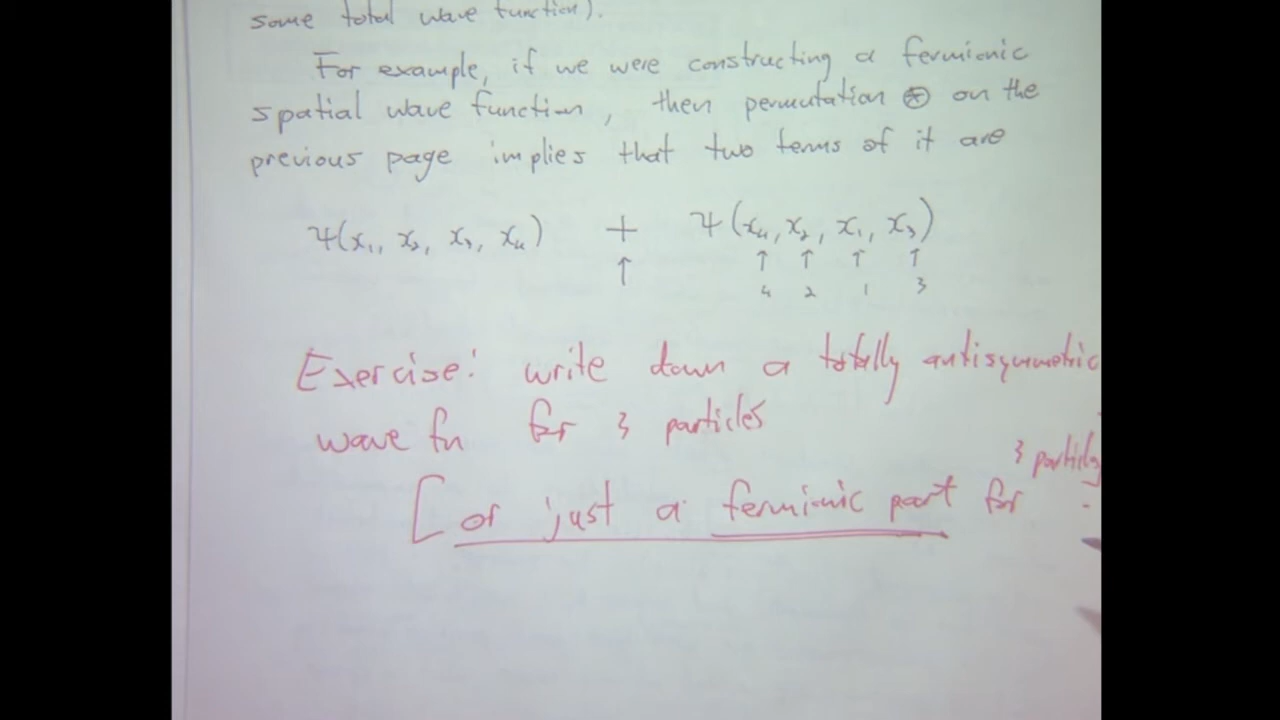 some total wave function).
For example, if we were constructing a fermionic
spatial wave function, then permutation ⊛ on the
previous page implies that two terms of it are
Ψ(x₁, x₂, x₃, x₄) + Ψ(x₄, x₂, x₁, x₃)
↑ ↑ ↑ ↑ ↑
4 2 1 3
Exercise: write down a totally antisymmetric
wave fn for 3 particles
3 particles
[or just a fermionic part for